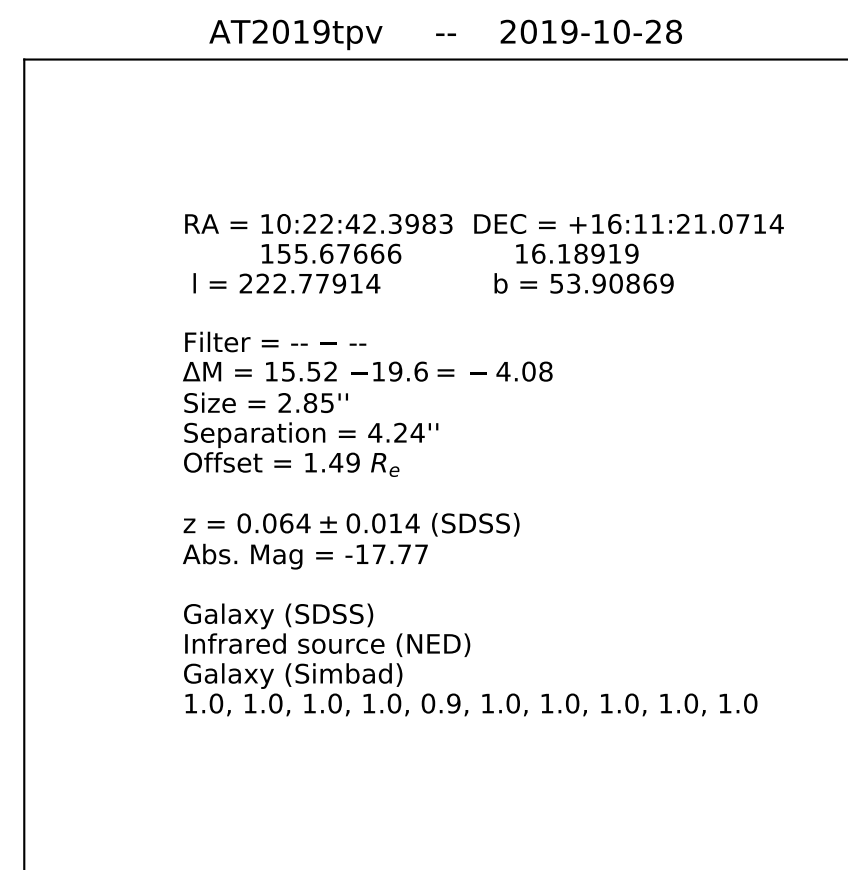 AT2019tpv -- 2019-10-28
RA = 10:22:42.3983 DEC = +16:11:21.0714
155.67666 16.18919
l = 222.77914 b = 53.90869
Filter = -- − --
ΔM = 15.52 −19.6 = − 4.08
Size = 2.85''
Separation = 4.24''
Offset = 1.49 Rₑ
z = 0.064 ± 0.014 (SDSS)
Abs. Mag = -17.77
Galaxy (SDSS)
Infrared source (NED)
Galaxy (Simbad)
1.0, 1.0, 1.0, 1.0, 0.9, 1.0, 1.0, 1.0, 1.0, 1.0